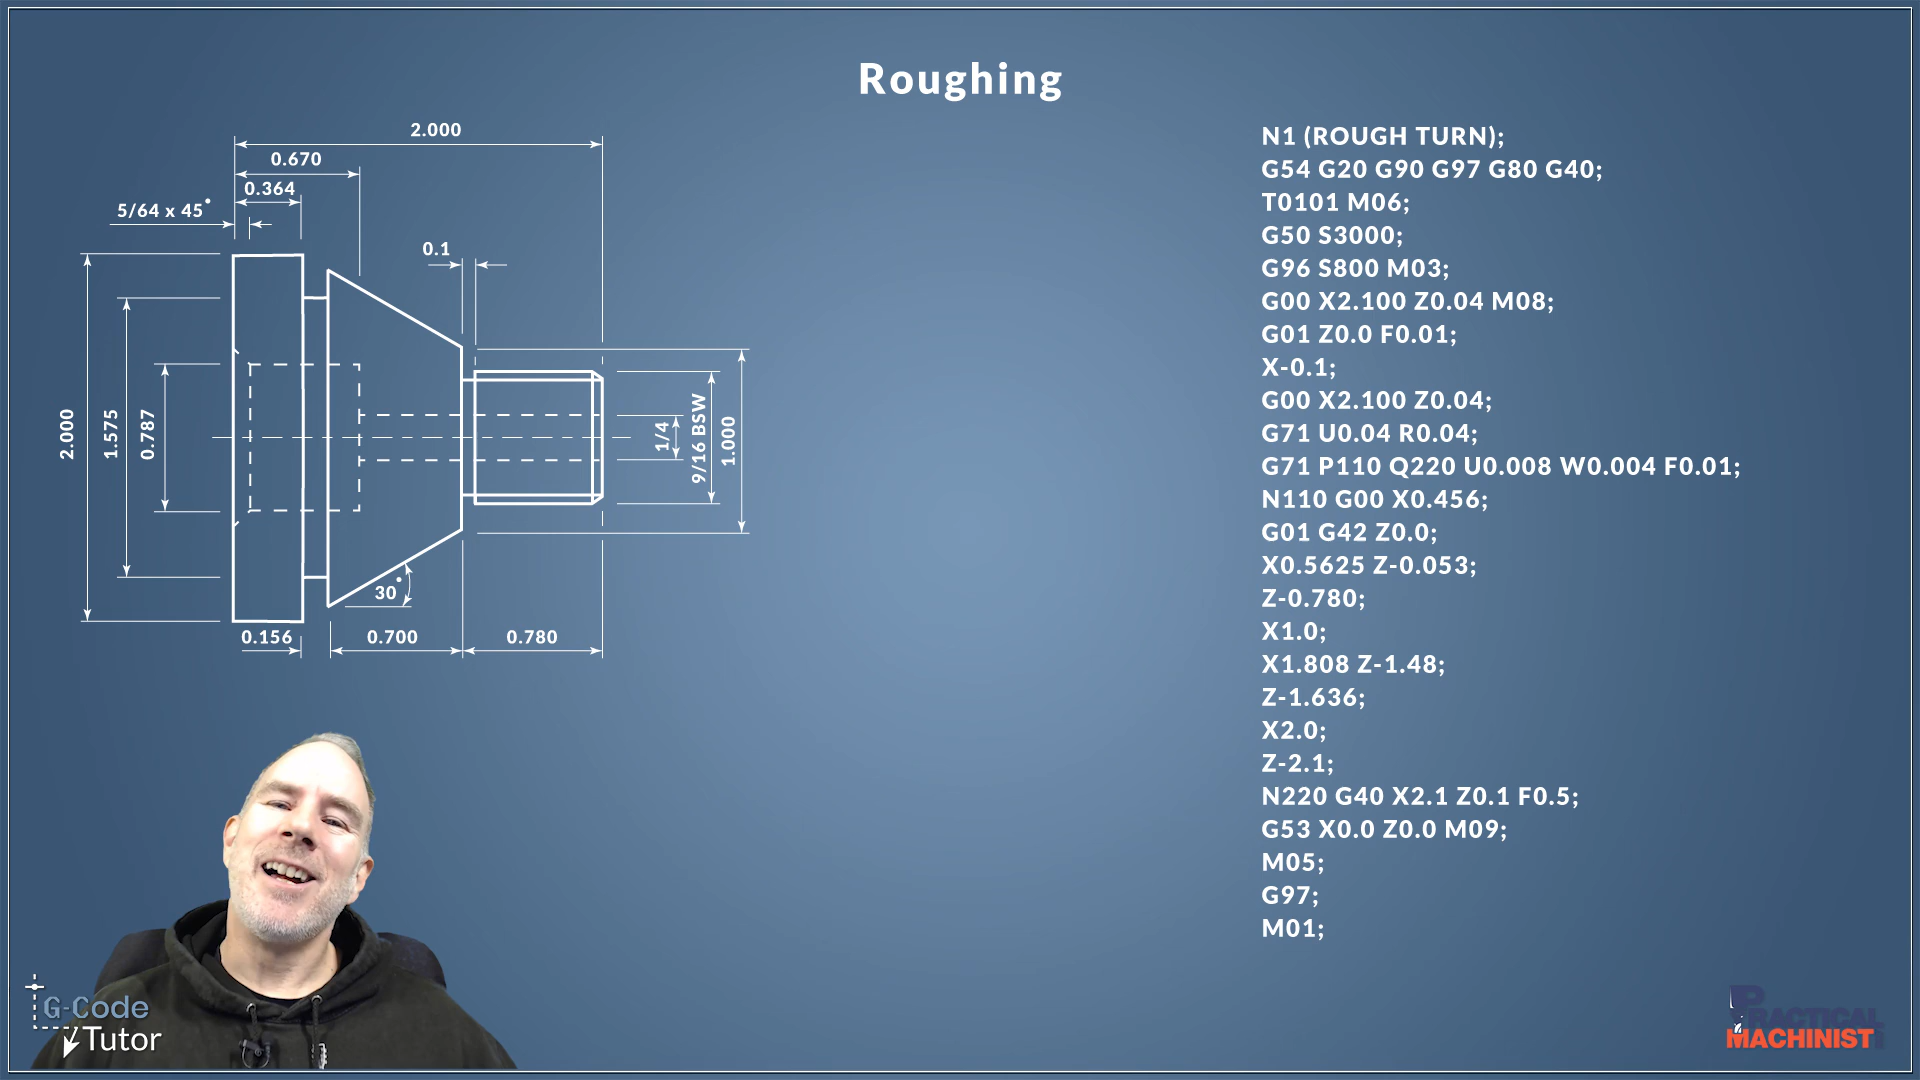 Roughing
2.000
0.670
0.364
5/64 x 45°
0.1
2.000
1.575
0.787
1/4
9/16 BSW
1.000
30°
0.156
0.700
0.780
N1 (ROUGH TURN);
G54 G20 G90 G97 G80 G40;
T0101 M06;
G50 S3000;
G96 S800 M03;
G00 X2.100 Z0.04 M08;
G01 Z0.0 F0.01;
X-0.1;
G00 X2.100 Z0.04;
G71 U0.04 R0.04;
G71 P110 Q220 U0.008 W0.004 F0.01;
N110 G00 X0.456;
G01 G42 Z0.0;
X0.5625 Z-0.053;
Z-0.780;
X1.0;
X1.808 Z-1.48;
Z-1.636;
X2.0;
Z-2.1;
N220 G40 X2.1 Z0.1 F0.5;
G53 X0.0 Z0.0 M09;
M05;
G97;
M01;
G-Code
Tutor
PRACTICAL
MACHINIST